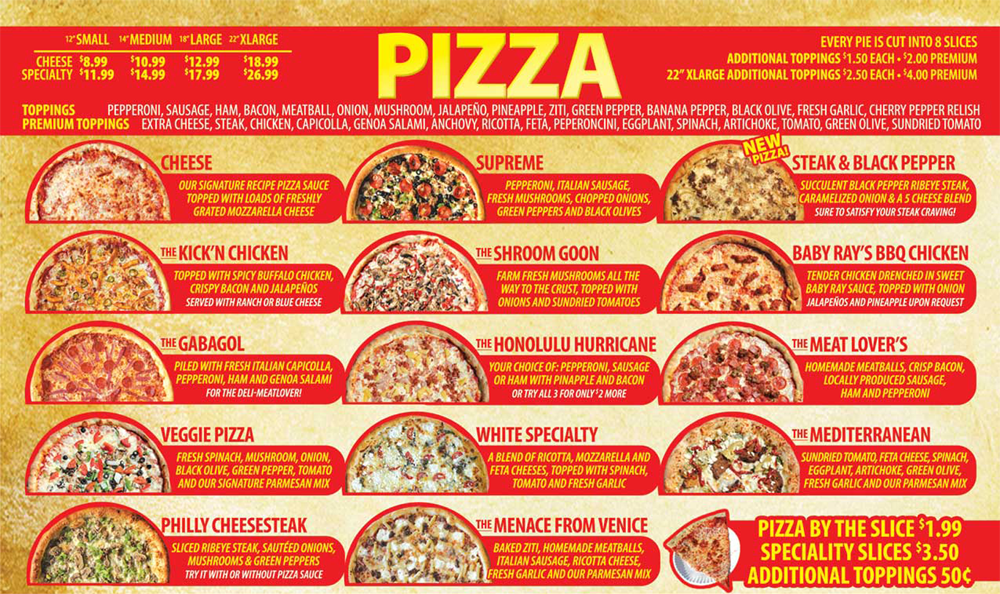 12" SMALL 14" MEDIUM 18" LARGE 22" XLARGE
CHEESE $8.99 $10.99 $12.99 $18.99
SPECIALTY $11.99 $14.99 $17.99 $26.99
PIZZA
EVERY PIE IS CUT INTO 8 SLICES
ADDITIONAL TOPPINGS $1.50 EACH • $2.00 PREMIUM
22" XLARGE ADDITIONAL TOPPINGS $2.50 EACH • $4.00 PREMIUM
TOPPINGS PEPPERONI, SAUSAGE, HAM, BACON, MEATBALL, ONION, MUSHROOM, JALAPEÑO, PINEAPPLE, ZITI, GREEN PEPPER, BANANA PEPPER, BLACK OLIVE, FRESH GARLIC, CHERRY PEPPER RELISH
PREMIUM TOPPINGS EXTRA CHEESE, STEAK, CHICKEN, CAPICOLLA, GENOA SALAMI, ANCHOVY, RICOTTA, FETA, PEPERONCINI, EGGPLANT, SPINACH, ARTICHOKE, TOMATO, GREEN OLIVE, SUNDRIED TOMATO
CHEESE
OUR SIGNATURE RECIPE PIZZA SAUCE
TOPPED WITH LOADS OF FRESHLY
GRATED MOZZARELLA CHEESE
SUPREME
PEPPERONI, ITALIAN SAUSAGE,
FRESH MUSHROOMS, CHOPPED ONIONS,
GREEN PEPPERS AND BLACK OLIVES
NEW
PIZZA!
STEAK & BLACK PEPPER
SUCCULENT BLACK PEPPER RIBEYE STEAK,
CARAMELIZED ONION & A 5 CHEESE BLEND
SURE TO SATISFY YOUR STEAK CRAVING!
THE KICK'N CHICKEN
TOPPED WITH SPICY BUFFALO CHICKEN,
CRISPY BACON AND JALAPEÑOS
SERVED WITH RANCH OR BLUE CHEESE
THE SHROOM GOON
FARM FRESH MUSHROOMS ALL THE
WAY TO THE CRUST, TOPPED WITH
ONIONS AND SUNDRIED TOMATOES
BABY RAY'S BBQ CHICKEN
TENDER CHICKEN DRENCHED IN SWEET
BABY RAY SAUCE, TOPPED WITH ONION
JALAPEÑOS AND PINEAPPLE UPON REQUEST
THE GABAGOL
PILED WITH FRESH ITALIAN CAPICOLLA,
PEPPERONI, HAM AND GENOA SALAMI
FOR THE DELI-MEATLOVER!
THE HONOLULU HURRICANE
YOUR CHOICE OF: PEPPERONI, SAUSAGE
OR HAM WITH PINAPPLE AND BACON
OR TRY ALL 3 FOR ONLY $2 MORE
THE MEAT LOVER'S
HOMEMADE MEATBALLS, CRISP BACON,
LOCALLY PRODUCED SAUSAGE,
HAM AND PEPPERONI
VEGGIE PIZZA
FRESH SPINACH, MUSHROOM, ONION,
BLACK OLIVE, GREEN PEPPER, TOMATO
AND OUR SIGNATURE PARMESAN MIX
WHITE SPECIALTY
A BLEND OF RICOTTA, MOZZARELLA AND
FETA CHEESES, TOPPED WITH SPINACH,
TOMATO AND FRESH GARLIC
THE MEDITERRANEAN
SUNDRIED TOMATO, FETA CHEESE, SPINACH,
EGGPLANT, ARTICHOKE, GREEN OLIVE,
FRESH GARLIC AND OUR PARMESAN MIX
PHILLY CHEESESTEAK
SLICED RIBEYE STEAK, SAUTÉED ONIONS,
MUSHROOMS & GREEN PEPPERS
TRY IT WITH OR WITHOUT PIZZA SAUCE
THE MENACE FROM VENICE
BAKED ZITI, HOMEMADE MEATBALLS,
ITALIAN SAUSAGE, RICOTTA CHEESE,
FRESH GARLIC AND OUR PARMESAN MIX
PIZZA BY THE SLICE $1.99
SPECIALITY SLICES $3.50
ADDITIONAL TOPPINGS 50¢